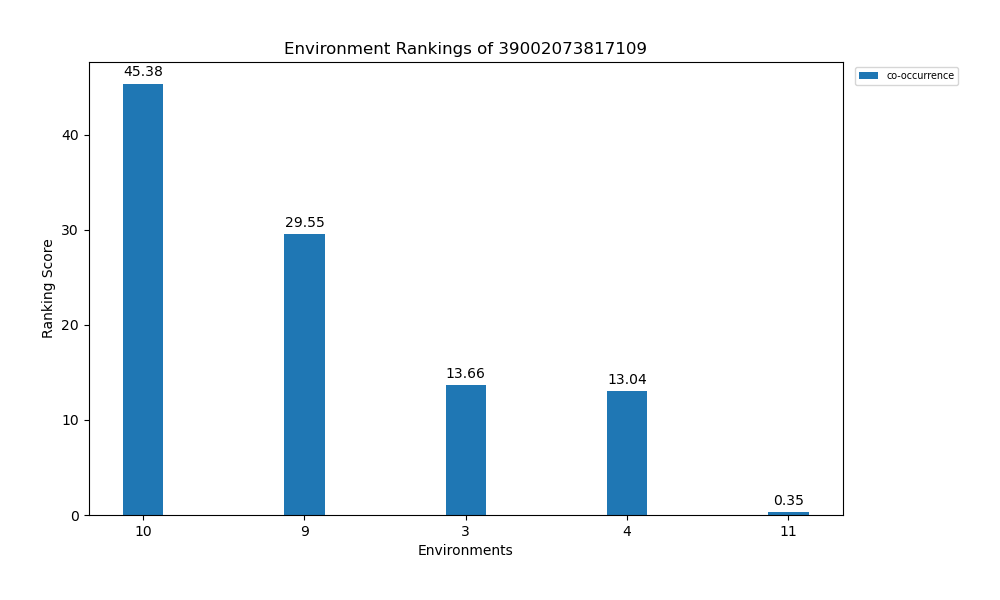 Environment Rankings of 39002073817109
co-occurrence
45.38
29.55
13.66
13.04
0.35
40
30
20
10
0
Ranking Score
10 9 3 4 11
Environments